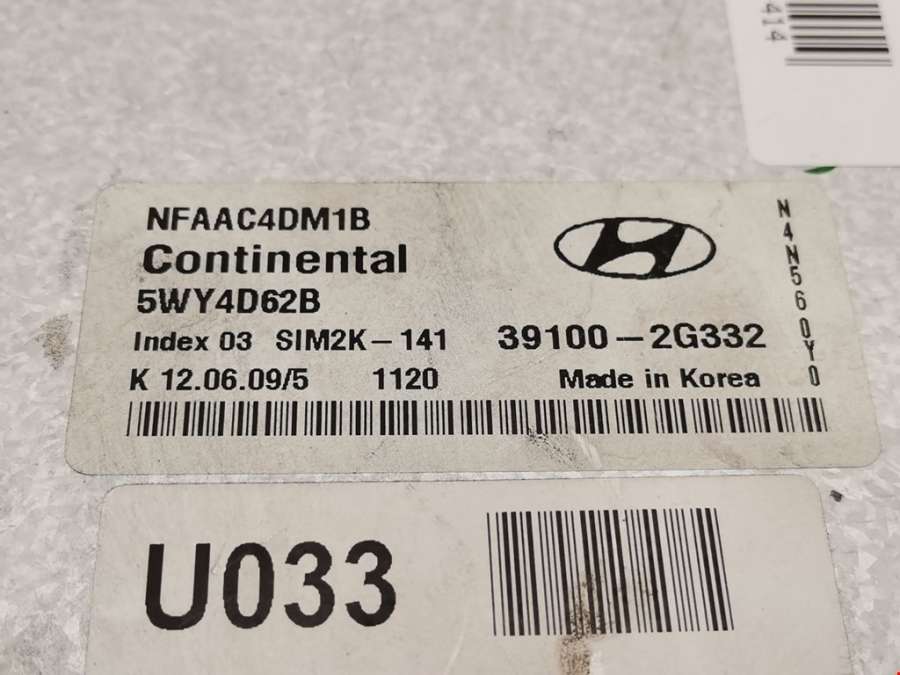 414
NFAAC4DM1B
Continental
5WY4D62B
Index 03 SIM2K-141 39100-2G332
K 12.06.09/5 1120 Made in Korea
N4N560Y0
U033